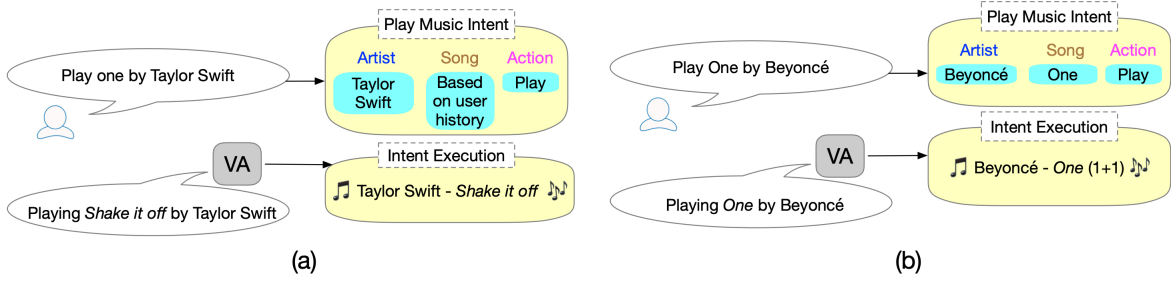 Play Music Intent
Artist Song Action
Play one by Taylor Swift
Taylor Swift
Based on user history
Play
VA
Intent Execution
Taylor Swift - Shake it off
Playing Shake it off by Taylor Swift
(a)
Play Music Intent
Artist Song Action
Play One by Beyoncé
Beyoncé One Play
VA
Intent Execution
Beyoncé - One (1+1)
Playing One by Beyoncé
(b)